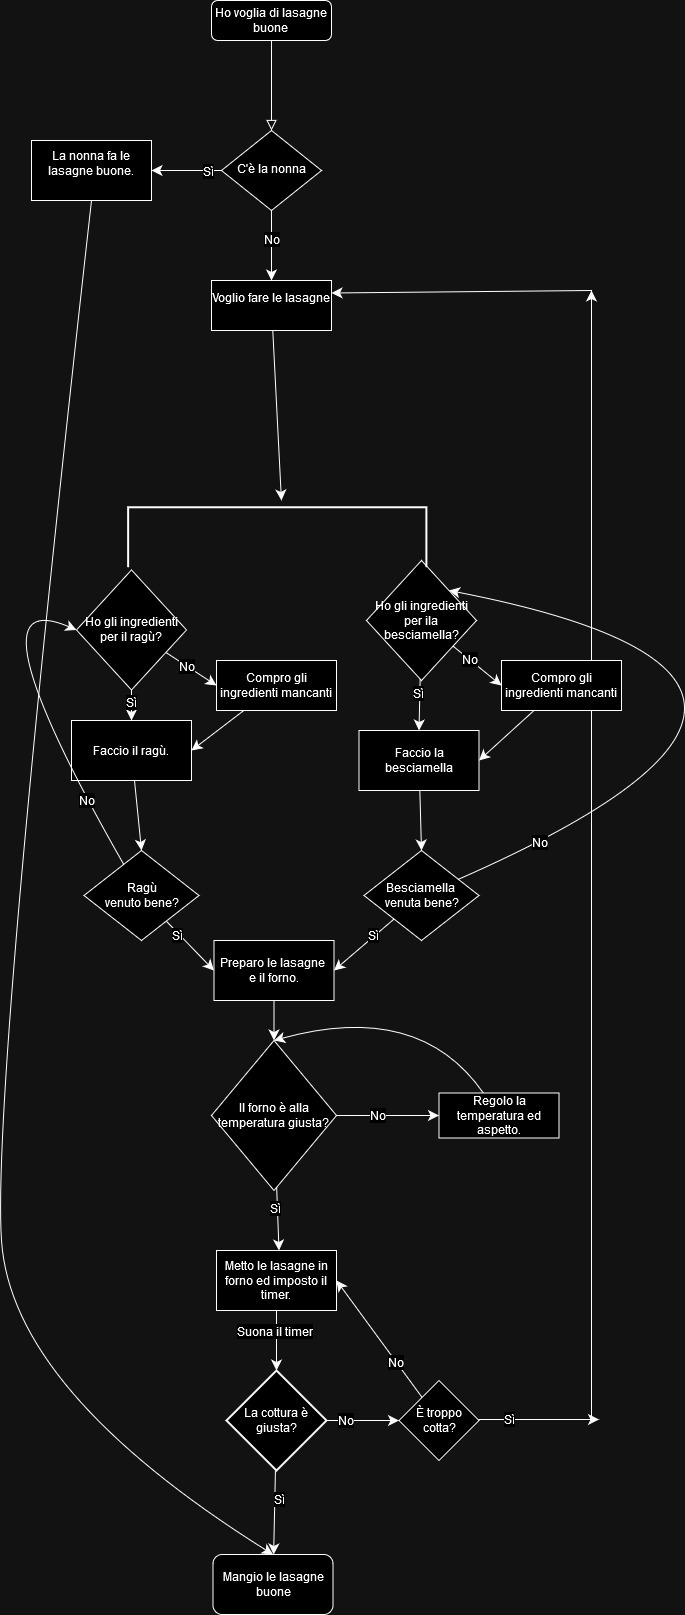 Ho voglia di lasagne
buone
C'è la nonna
Sì
La nonna fa le
lasagne buone.
No
Voglio fare le lasagne
Ho gli ingredienti
per il ragù?
Ho gli ingredienti
per ila
besciamella?
No
Compro gli
ingredienti mancanti
No
Compro gli
ingredienti mancanti
Sì
Sì
Faccio il ragù.
Faccio la
besciamella
No
No
Ragù
venuto bene?
Besciamella
venuta bene?
Sì
Sì
Preparo le lasagne
e il forno.
Il forno è alla
temperatura giusta?
No
Regolo la
temperatura ed
aspetto.
Sì
Metto le lasagne in
forno ed imposto il
timer.
Suona il timer
No
La cottura è
giusta?
No
È troppo
cotta?
Sì
Sì
Mangio le lasagne
buone